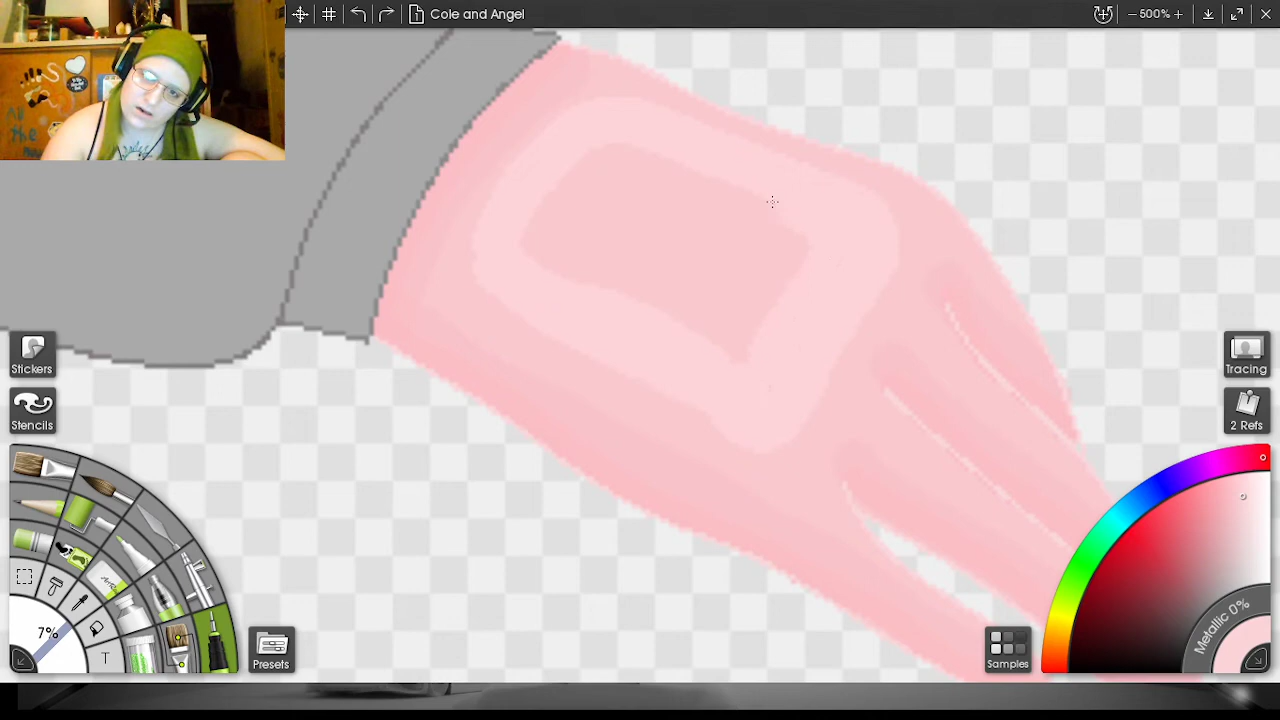 Cole and Angel
500%
Stickers
Tracing
Stencils
2 Refs
7%
T
Presets
Samples
Metallic 0%